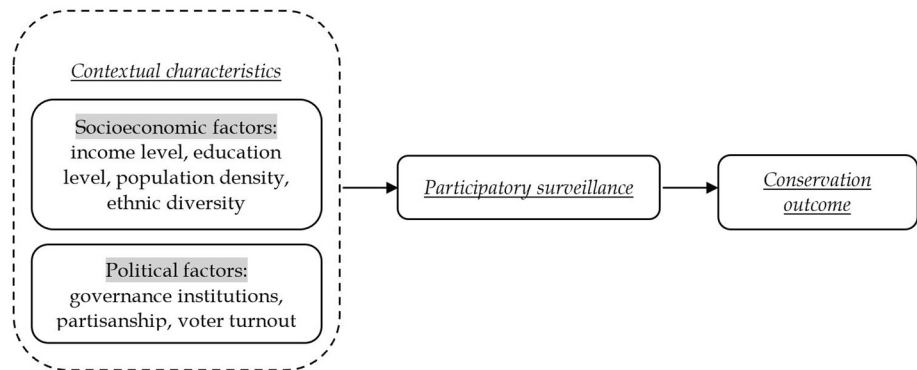 Contextual characteristics
Socioeconomic factors:
income level, education
level, population density,
ethnic diversity
Political factors:
governance institutions,
partisanship, voter turnout
Participatory surveillance
Conservation
outcome